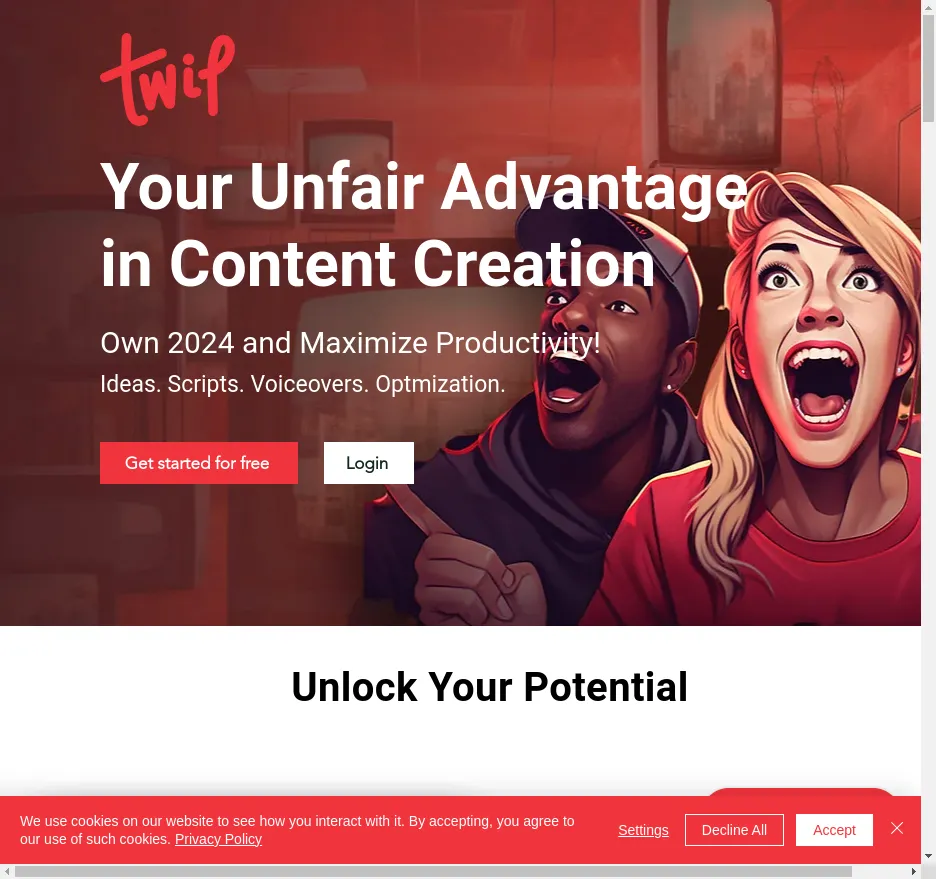 twip
Your Unfair Advantage
in Content Creation
Own 2024 and Maximize Productivity!
Ideas. Scripts. Voiceovers. Optmization.
Get started for free
Login
Unlock Your Potential
We use cookies on our website to see how you interact with it. By accepting, you agree to
our use of such cookies. Privacy Policy
Settings
Decline All
Accept